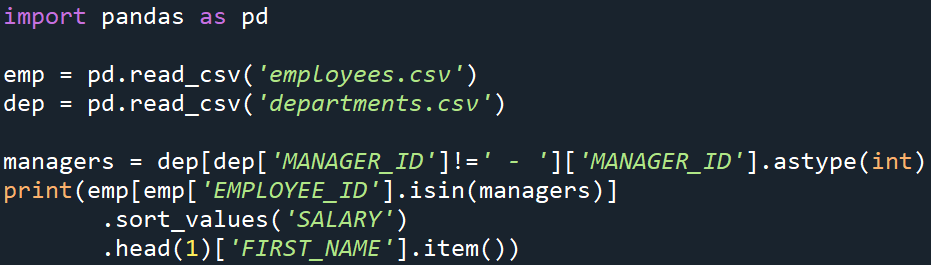 import pandas as pd
emp = pd.read_csv('employees.csv')
dep = pd.read_csv('departments.csv')
managers = dep[dep['MANAGER_ID']!=' - ']['MANAGER_ID'].astype(int)
print(emp[emp['EMPLOYEE_ID'].isin(managers)]
.sort_values('SALARY')
.head(1)['FIRST_NAME'].item())